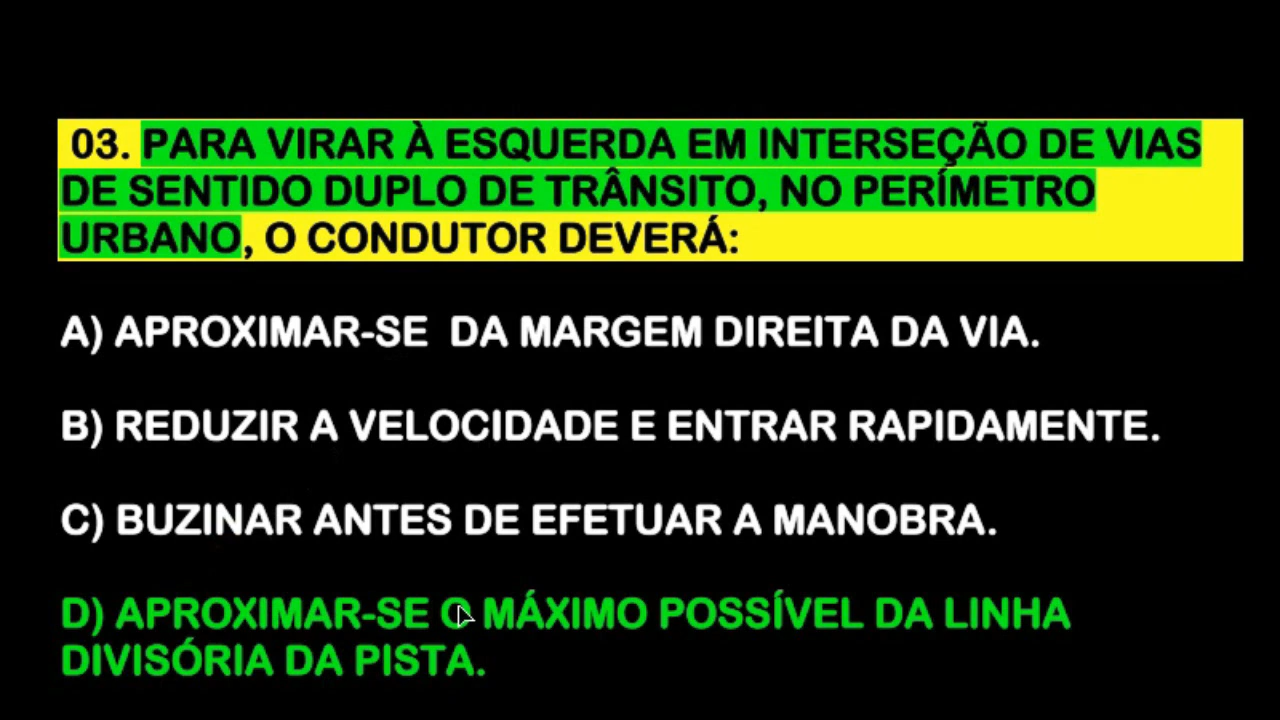 03. PARA VIRAR À ESQUERDA EM INTERSEÇÃO DE VIAS
DE SENTIDO DUPLO DE TRÂNSITO, NO PERÍMETRO
URBANO, O CONDUTOR DEVERÁ:
A) APROXIMAR-SE DA MARGEM DIREITA DA VIA.
B) REDUZIR A VELOCIDADE E ENTRAR RAPIDAMENTE.
C) BUZINAR ANTES DE EFETUAR A MANOBRA.
D) APROXIMAR-SE O MÁXIMO POSSÍVEL DA LINHA
DIVISÓRIA DA PISTA.